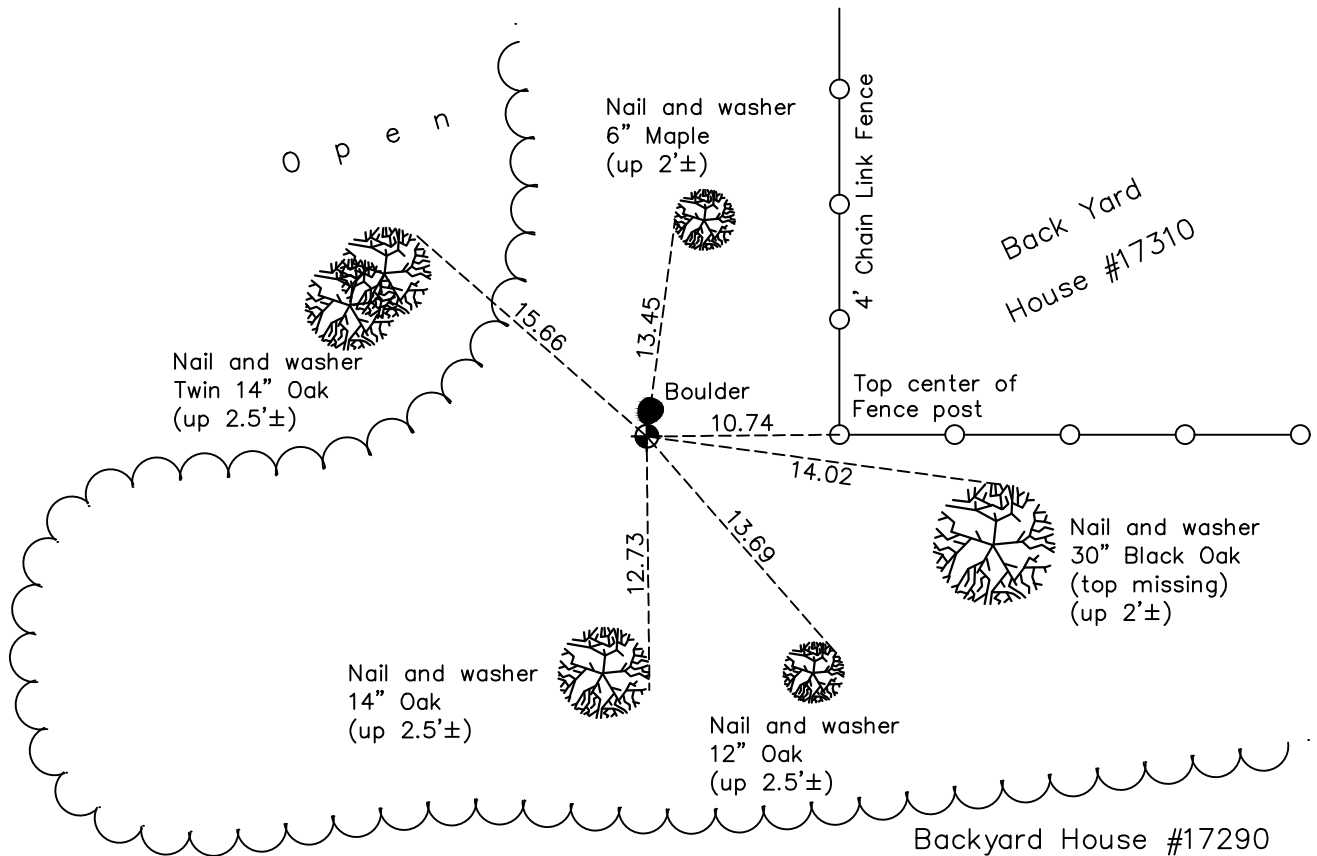 O p e n
Nail and washer
6" Maple
(up 2'±)
4' Chain Link Fence
Back Yard
House #17310
15.66
13.45
Nail and washer
Twin 14" Oak
(up 2.5'±)
Boulder
10.74
Top center of
Fence post
14.02
Nail and washer
30" Black Oak
(top missing)
(up 2'±)
12.73
13.69
Nail and washer
14" Oak
(up 2.5'±)
Nail and washer
12" Oak
(up 2.5'±)
Backyard House #17290